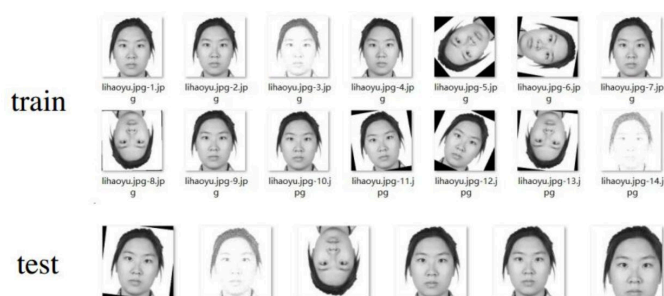 lihaoyu.jpg-1.jp lihaoyu.jpg-2.jp lihaoyu.jpg-3.jp lihaoyu.jpg-4.jp lihaoyu.jpg-5.jp lihaoyu.jpg-6.jp lihaoyu.jpg-7.jp
g g g g g g g
train
lihaoyu.jpg-8.jp lihaoyu.jpg-9.jp lihaoyu.jpg-10.j lihaoyu.jpg-11.j lihaoyu.jpg-12.j lihaoyu.jpg-13.j lihaoyu.jpg-14.j
g g pg pg pg pg pg
test